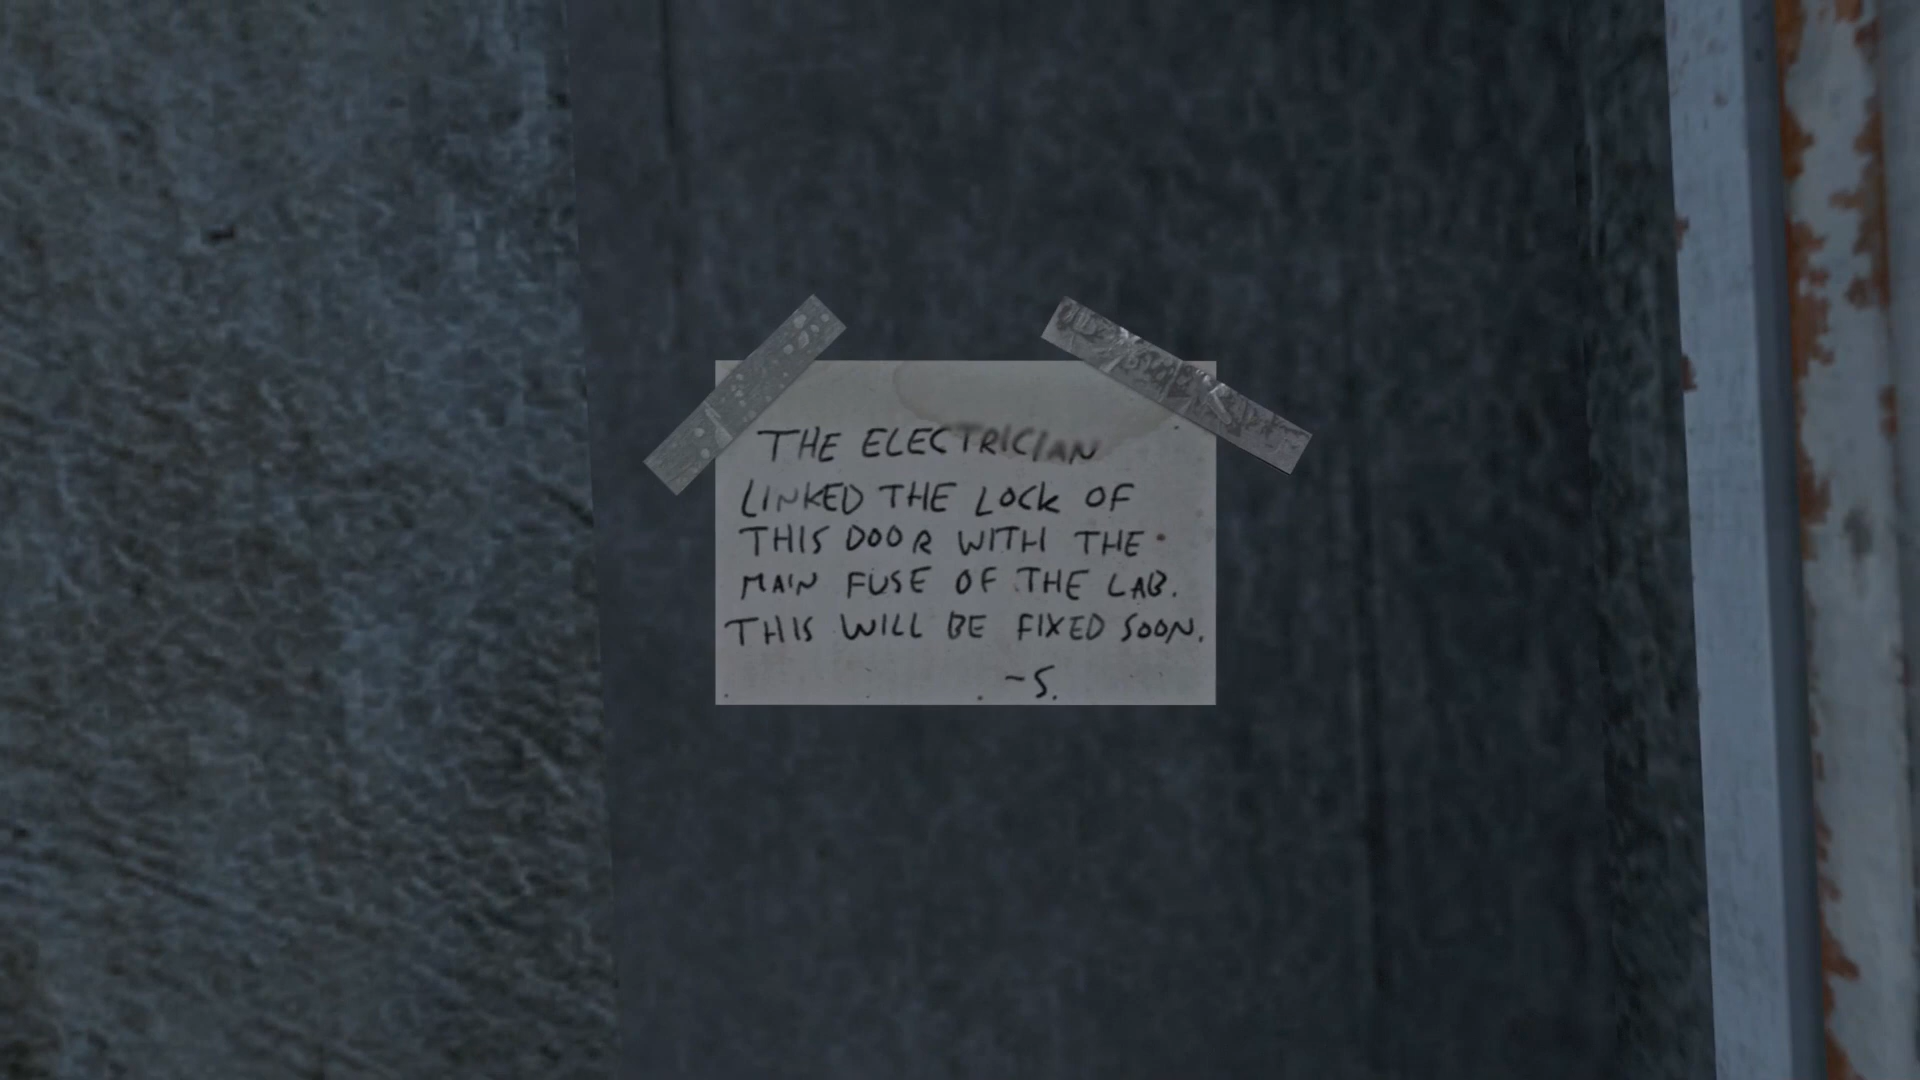 THE ELECTRICIAN
LINKED THE LOCK OF
THIS DOOR WITH THE
MAIN FUSE OF THE LAB.
THIS WILL BE FIXED SOON.
~S.